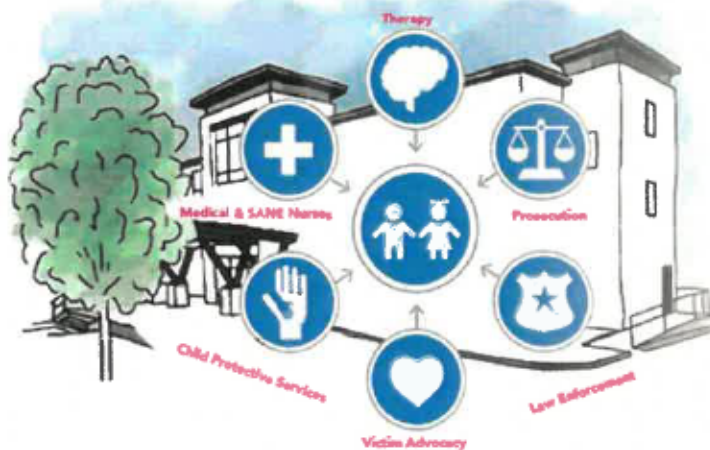 Therapy
Medical & SANE Nurses
Prosecution
Child Protective Services
Law Enforcement
Victim Advocacy